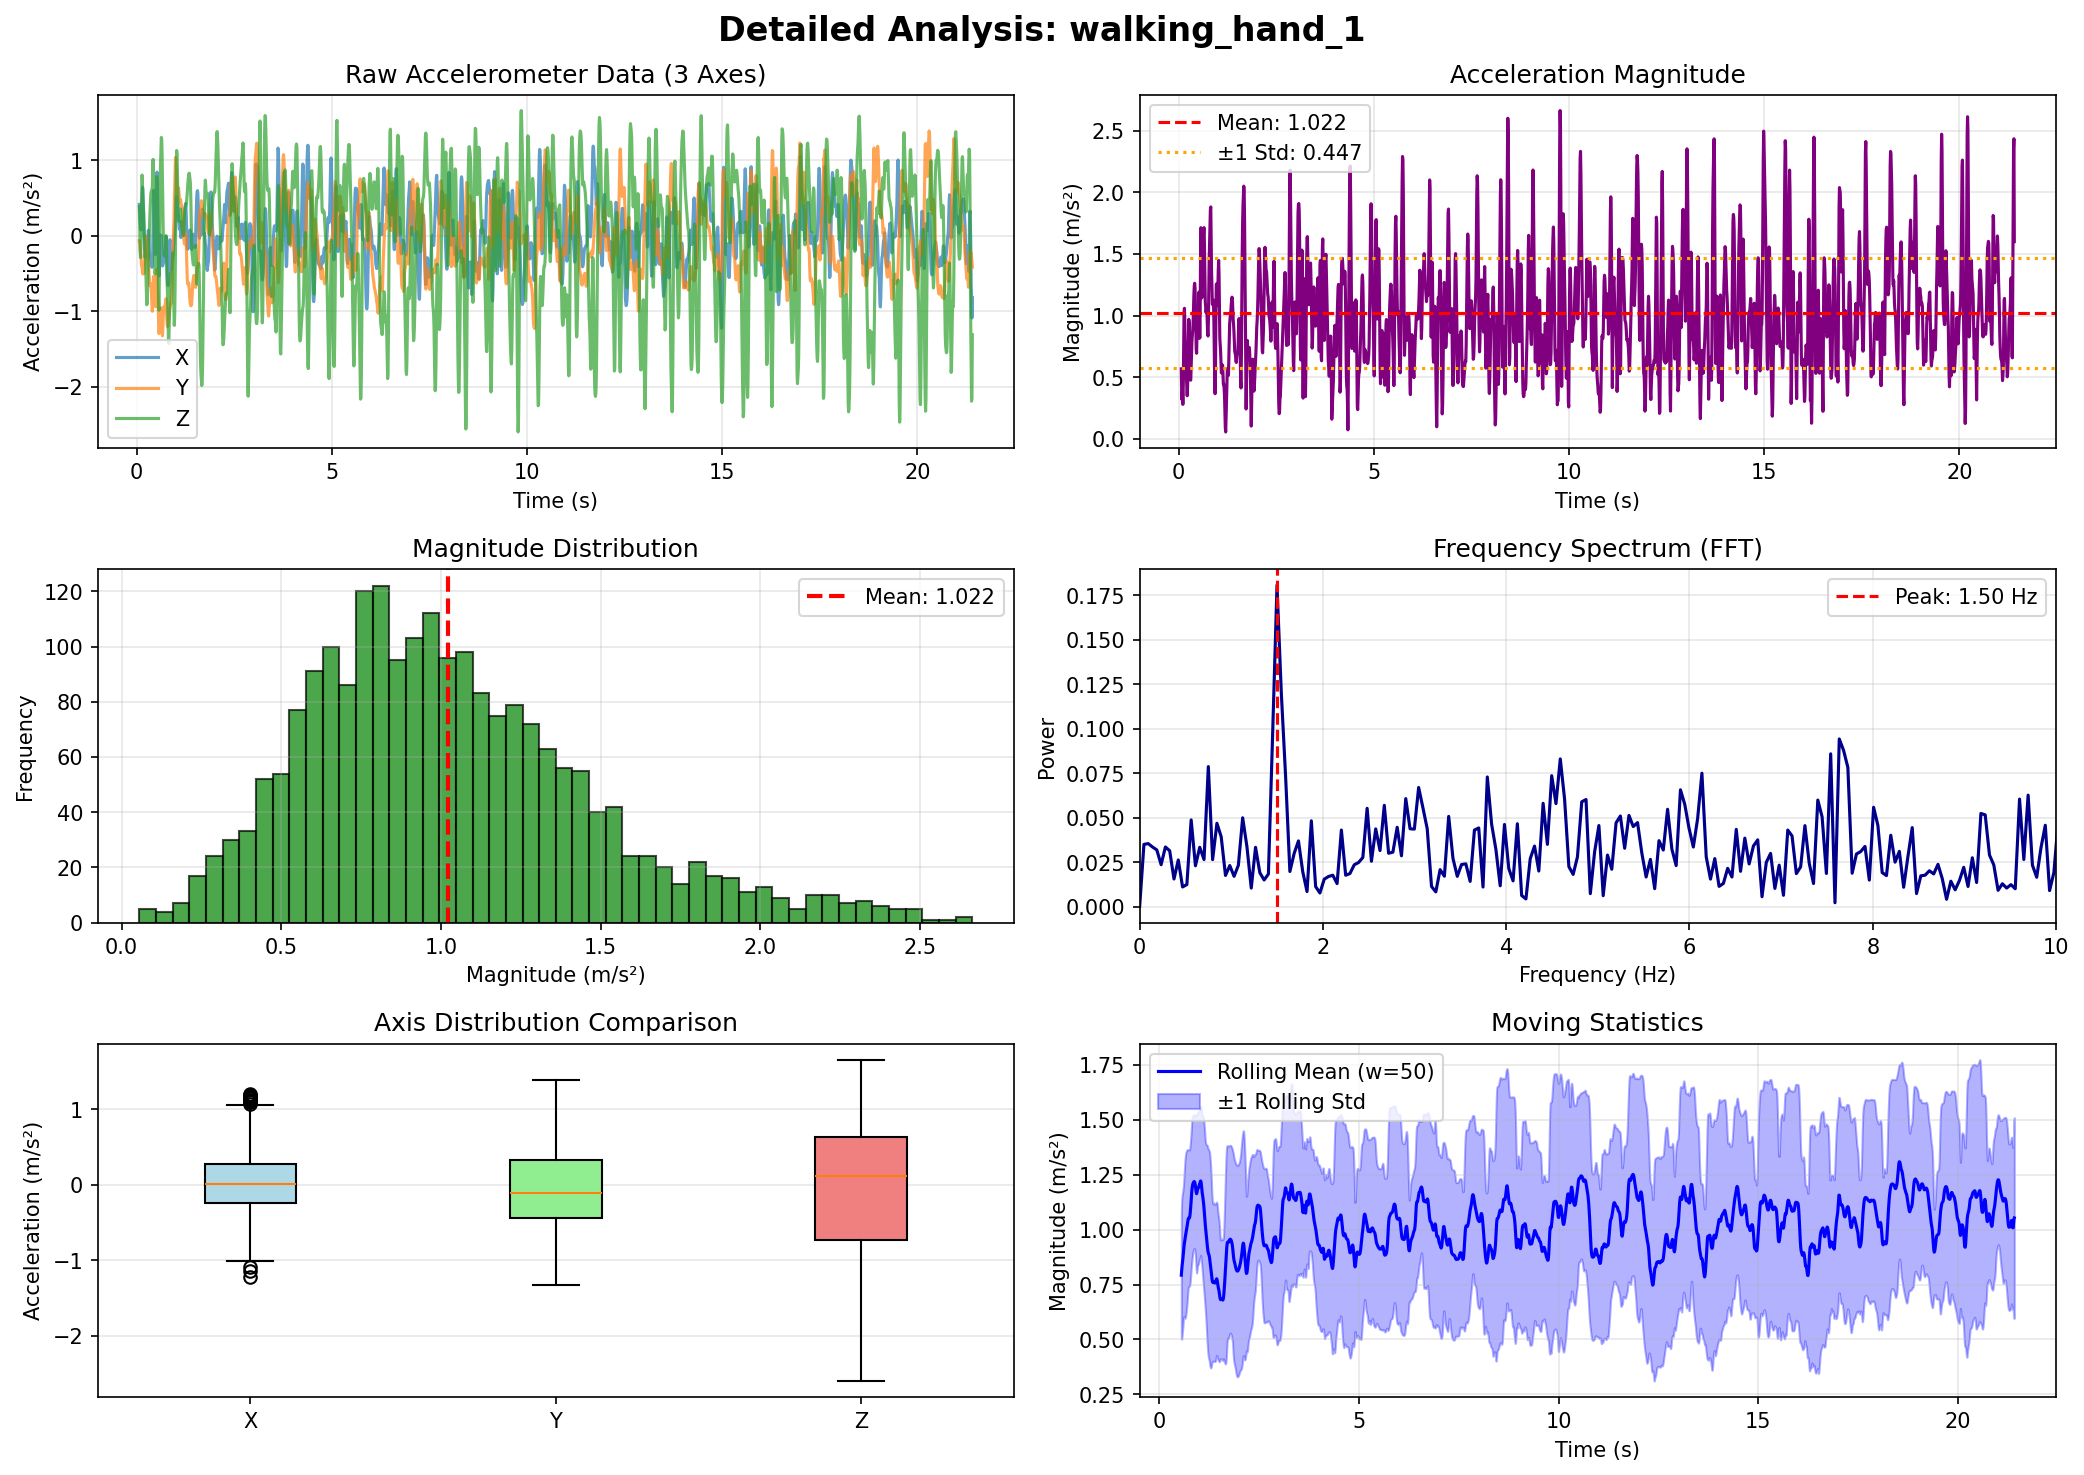 Detailed Analysis: walking_hand_1
Raw Accelerometer Data (3 Axes)
Acceleration (m/s²)
1
0
−1
−2
X
Y
Z
0 5 10 15 20
Time (s)
Acceleration Magnitude
Magnitude (m/s²)
2.5
2.0
1.5
1.0
0.5
0.0
Mean: 1.022
±1 Std: 0.447
0 5 10 15 20
Time (s)
Magnitude Distribution
Frequency
120
100
80
60
40
20
0
Mean: 1.022
0.0 0.5 1.0 1.5 2.0 2.5
Magnitude (m/s²)
Frequency Spectrum (FFT)
Power
0.175
0.150
0.125
0.100
0.075
0.050
0.025
0.000
Peak: 1.50 Hz
0 2 4 6 8 10
Frequency (Hz)
Axis Distribution Comparison
Acceleration (m/s²)
1
0
−1
−2
X Y Z
Moving Statistics
Magnitude (m/s²)
1.75
1.50
1.25
1.00
0.75
0.50
0.25
Rolling Mean (w=50)
±1 Rolling Std
0 5 10 15 20
Time (s)